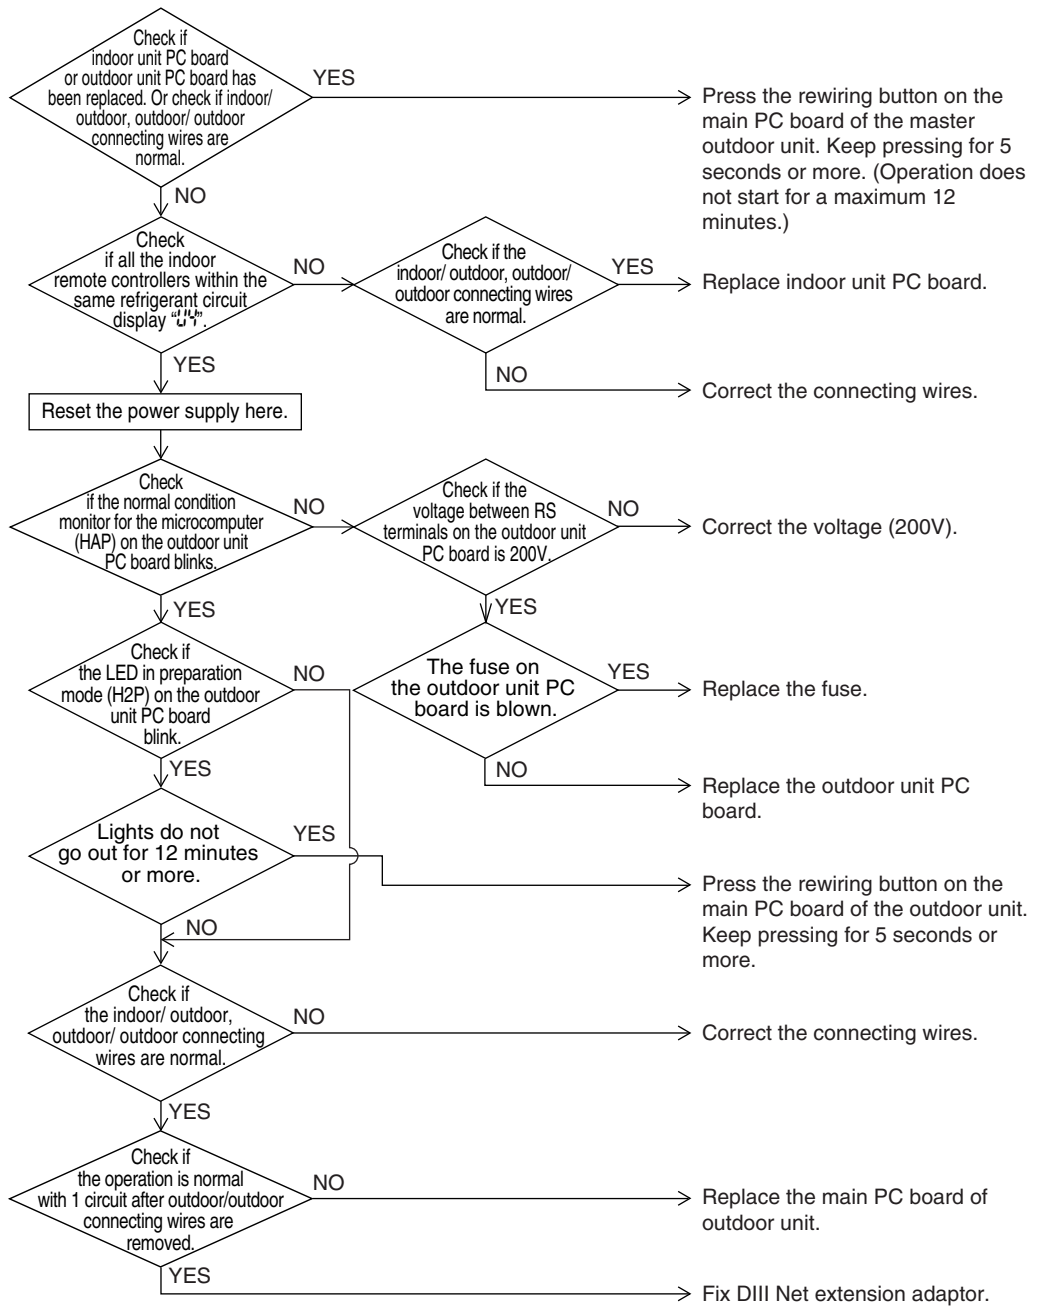 Check if
indoor unit PC board
or outdoor unit PC board has
been replaced. Or check if indoor/
outdoor, outdoor/ outdoor
connecting wires are
normal.
YES
Press the rewiring button on the
main PC board of the master
outdoor unit. Keep pressing for 5
seconds or more. (Operation does
not start for a maximum 12
minutes.)
NO
Check
if all the indoor
remote controllers within the
same refrigerant circuit
display “U4”.
NO
Check if the
indoor/ outdoor, outdoor/
outdoor connecting wires
are normal.
YES
Replace indoor unit PC board.
NO
Correct the connecting wires.
YES
Reset the power supply here.
Check
if the normal condition
monitor for the microcomputer
(HAP) on the outdoor unit
PC board blinks.
NO
Check if the
voltage between RS
terminals on the outdoor unit
PC board is 200V.
NO
Correct the voltage (200V).
YES
YES
Check if
the LED in preparation
mode (H2P) on the outdoor
unit PC board
blink.
NO
The fuse on
the outdoor unit PC
board is blown.
YES
Replace the fuse.
NO
Replace the outdoor unit PC
board.
YES
Lights do not
go out for 12 minutes
or more.
YES
Press the rewiring button on the
main PC board of the outdoor unit.
Keep pressing for 5 seconds or
more.
NO
Check if
the indoor/ outdoor,
outdoor/ outdoor connecting
wires are normal.
NO
Correct the connecting wires.
YES
Check if
the operation is normal
with 1 circuit after outdoor/outdoor
connecting wires are
removed.
NO
Replace the main PC board of
outdoor unit.
YES
Fix DIII Net extension adaptor.